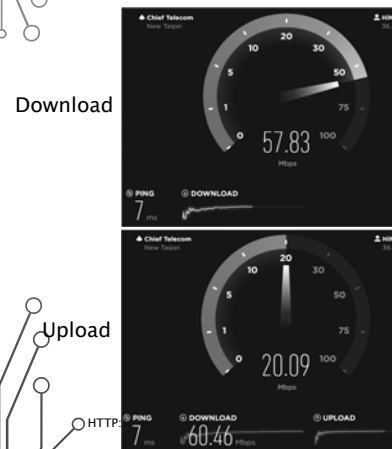 Download
Chief Telecom
New Taipei
20
10
30
5
50
1
75
0
57.83
100
Mbps
PING
DOWNLOAD
7 ms
Upload
Chief Telecom
New Taipei
20
10
30
5
50
1
75
0
20.09
100
Mbps
HTTP:
PING
DOWNLOAD
UPLOAD
7 ms
60.46 Mbps